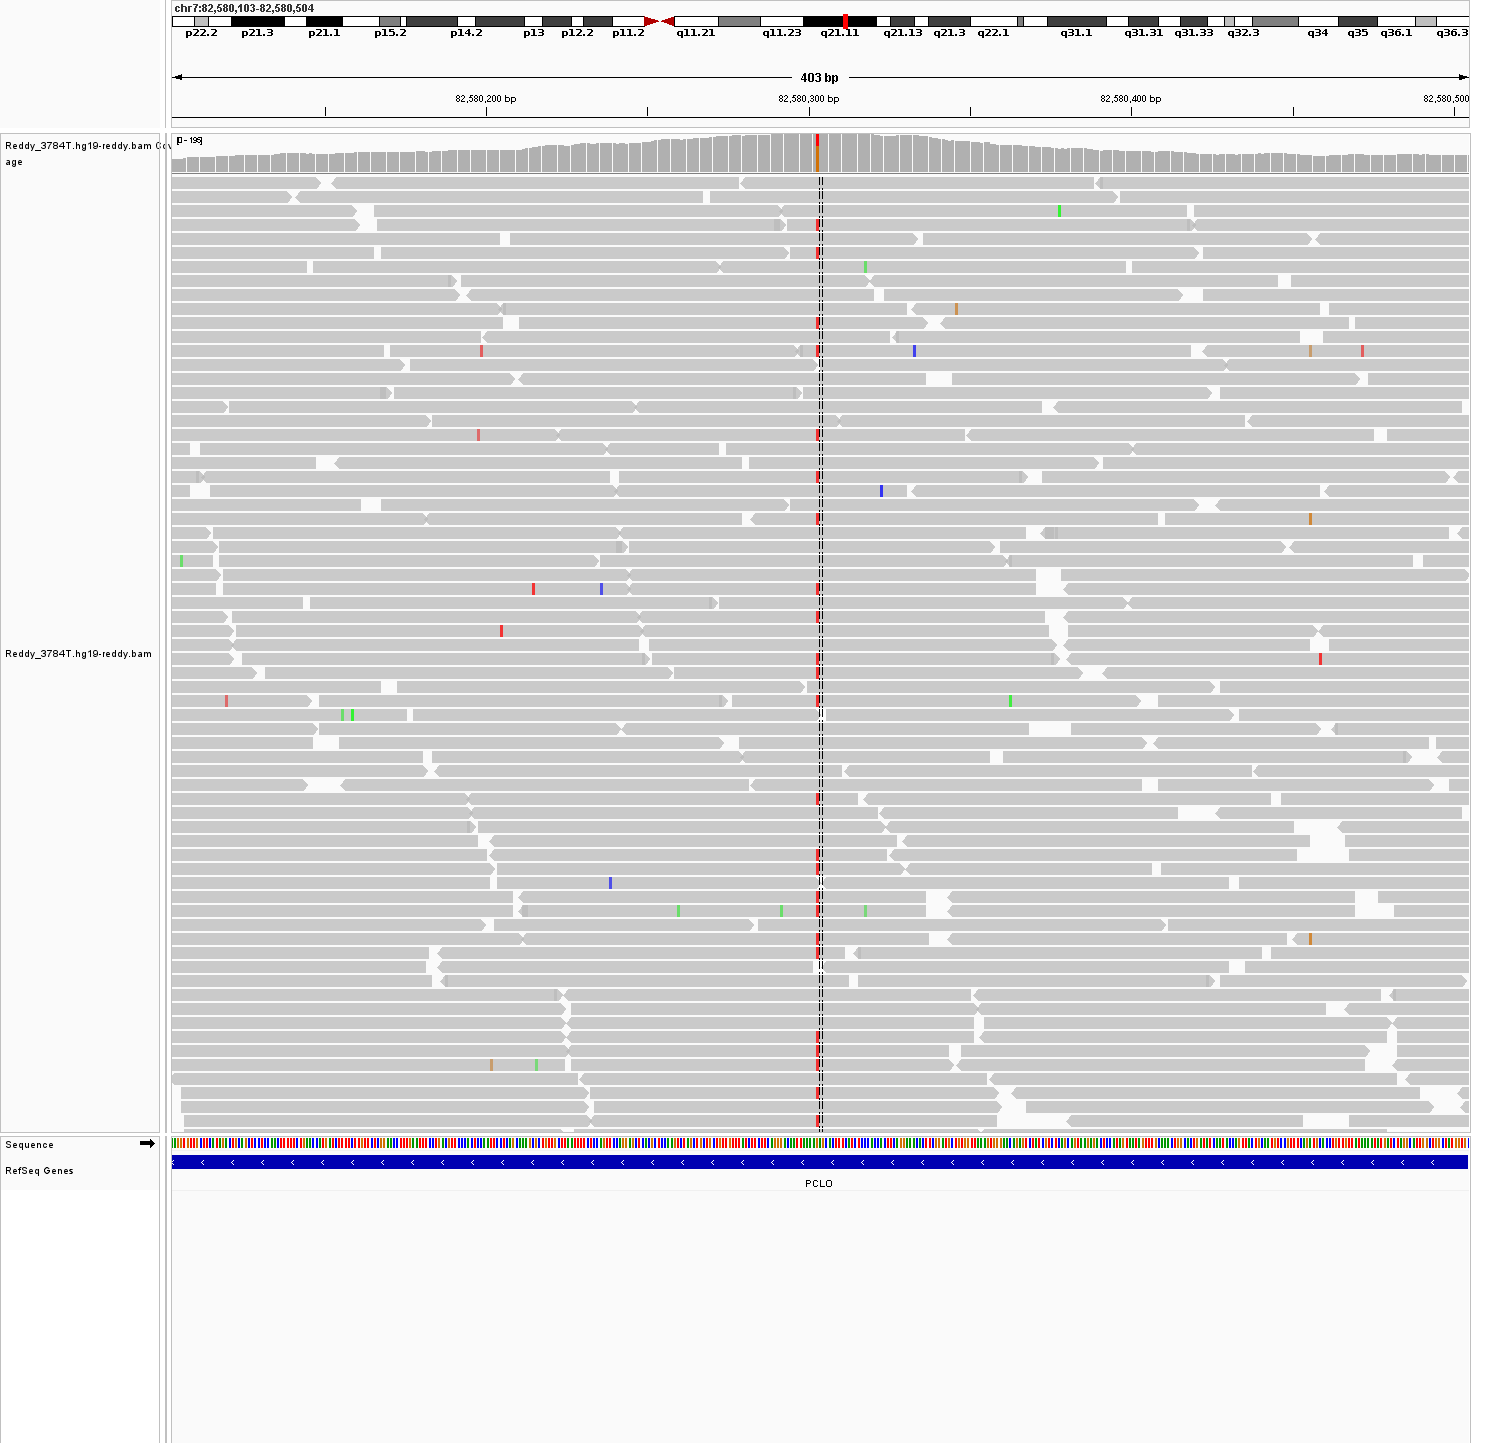 chr7:82,580,103-82,580,504
p22.2 p21.3 p21.1 p15.2 p14.2 p13 p12.2 p11.2 q11.21 q11.23 q21.11 q21.13 q21.3 q22.1 q31.1 q31.31 q31.33 q32.3 q34 q35 q36.1 q36.3
403 bp
82,580,200 bp 82,580,300 bp 82,580,400 bp 82,580,500
Reddy_3784T.hg19-reddy.bam Cov
age
[0 - 195]
Reddy_3784T.hg19-reddy.bam
Sequence
RefSeq Genes
PCLO